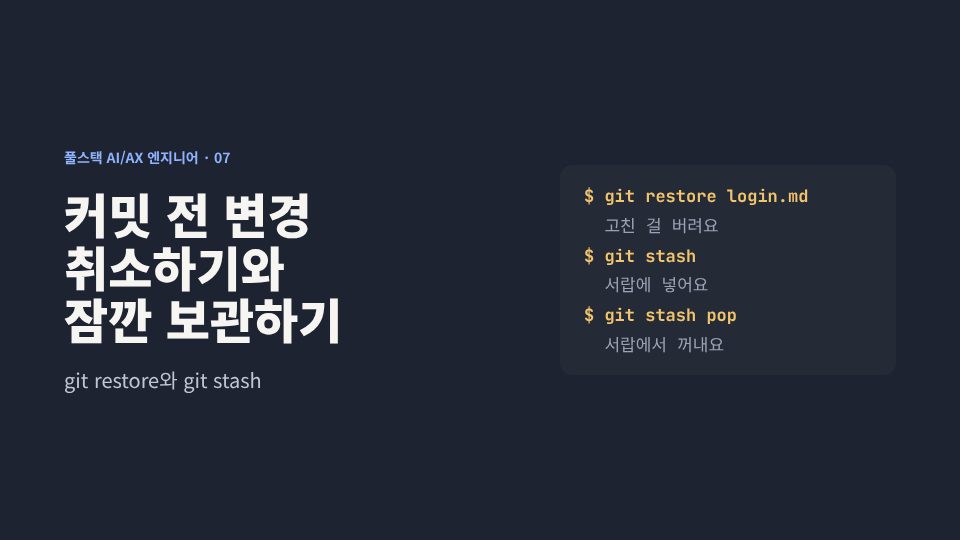 풀스택 AI/AX 엔지니어 · 07
커밋 전 변경
취소하기와
잠깐 보관하기
git restore와 git stash
$ git restore login.md
고친 걸 버려요
$ git stash
서랍에 넣어요
$ git stash pop
서랍에서 꺼내요